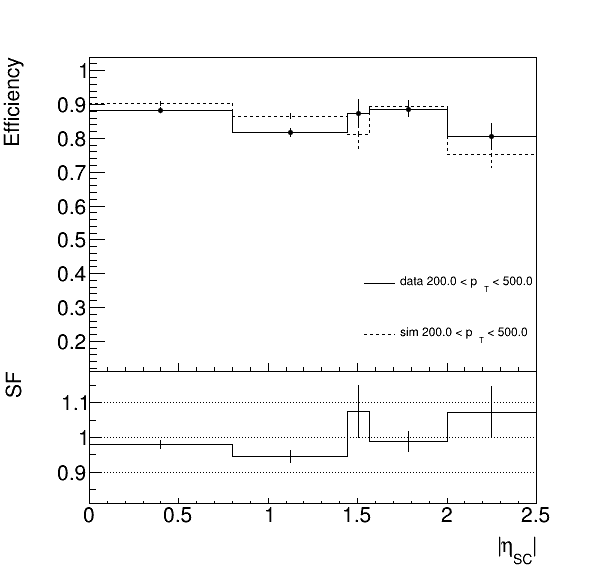 Efficiency
1
0.9
0.8
0.7
0.6
0.5
0.4
0.3
0.2
data 200.0 < p T < 500.0
sim 200.0 < p T < 500.0
SF
1.1
1
0.9
0 0.5 1 1.5 2 2.5
|ηSC|